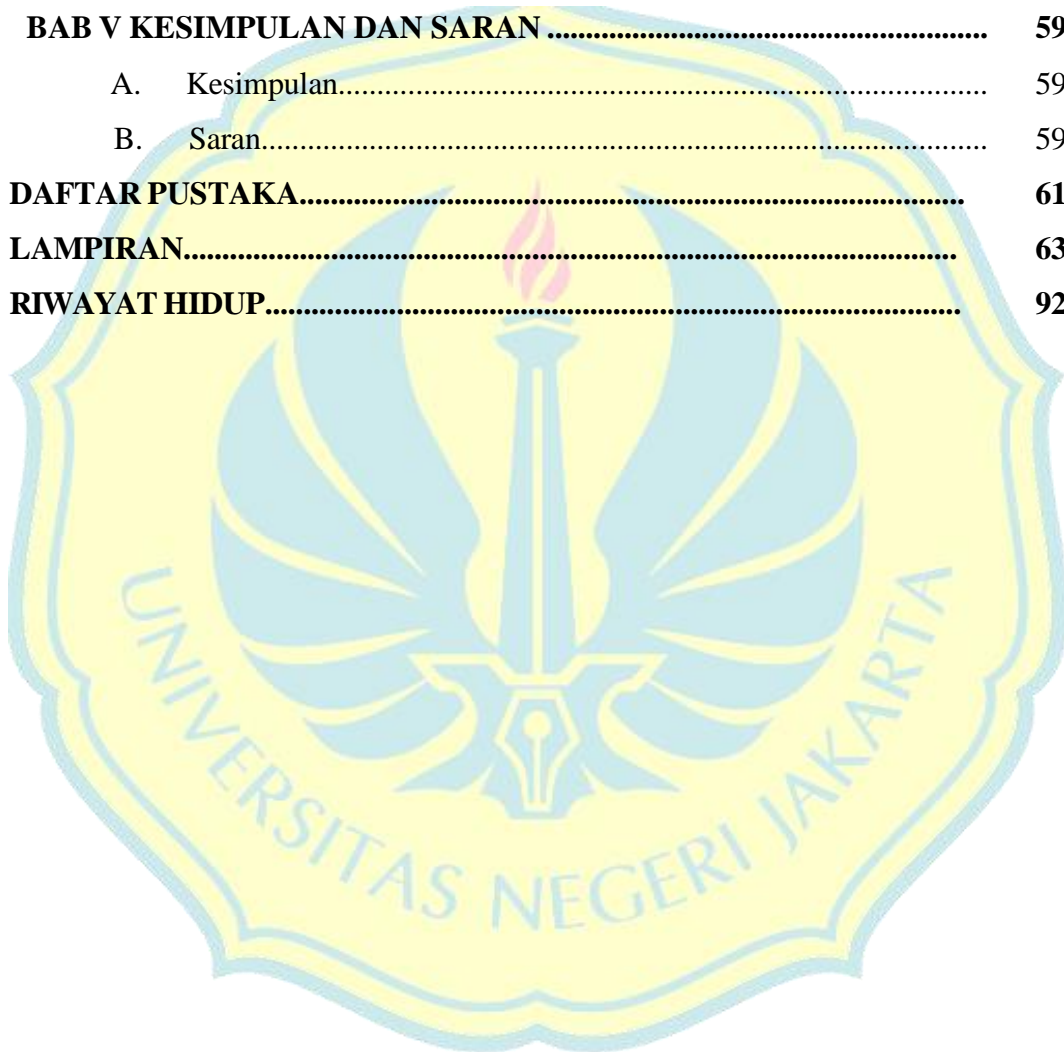 BAB V KESIMPULAN DAN SARAN ........................................................ 59
A. Kesimpulan.................................................................................... 59
B. Saran.............................................................................................. 59
DAFTAR PUSTAKA..................................................................................... 61
LAMPIRAN................................................................................................... 63
RIWAYAT HIDUP......................................................................................... 92
UNIVERSITAS NEGERI JAKARTA